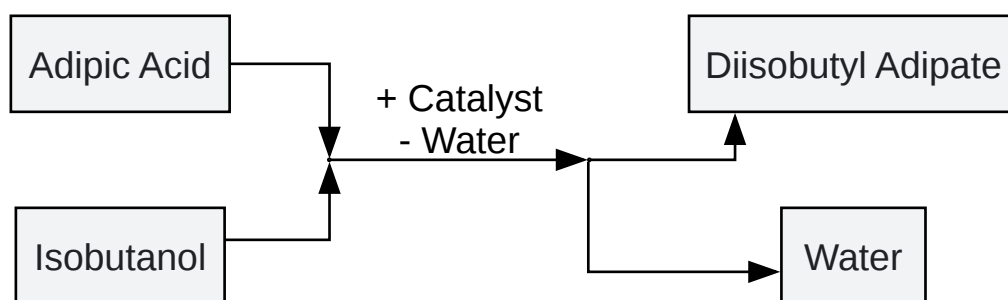 Adipic Acid
Diisobutyl Adipate
+ Catalyst
- Water
Isobutanol
Water